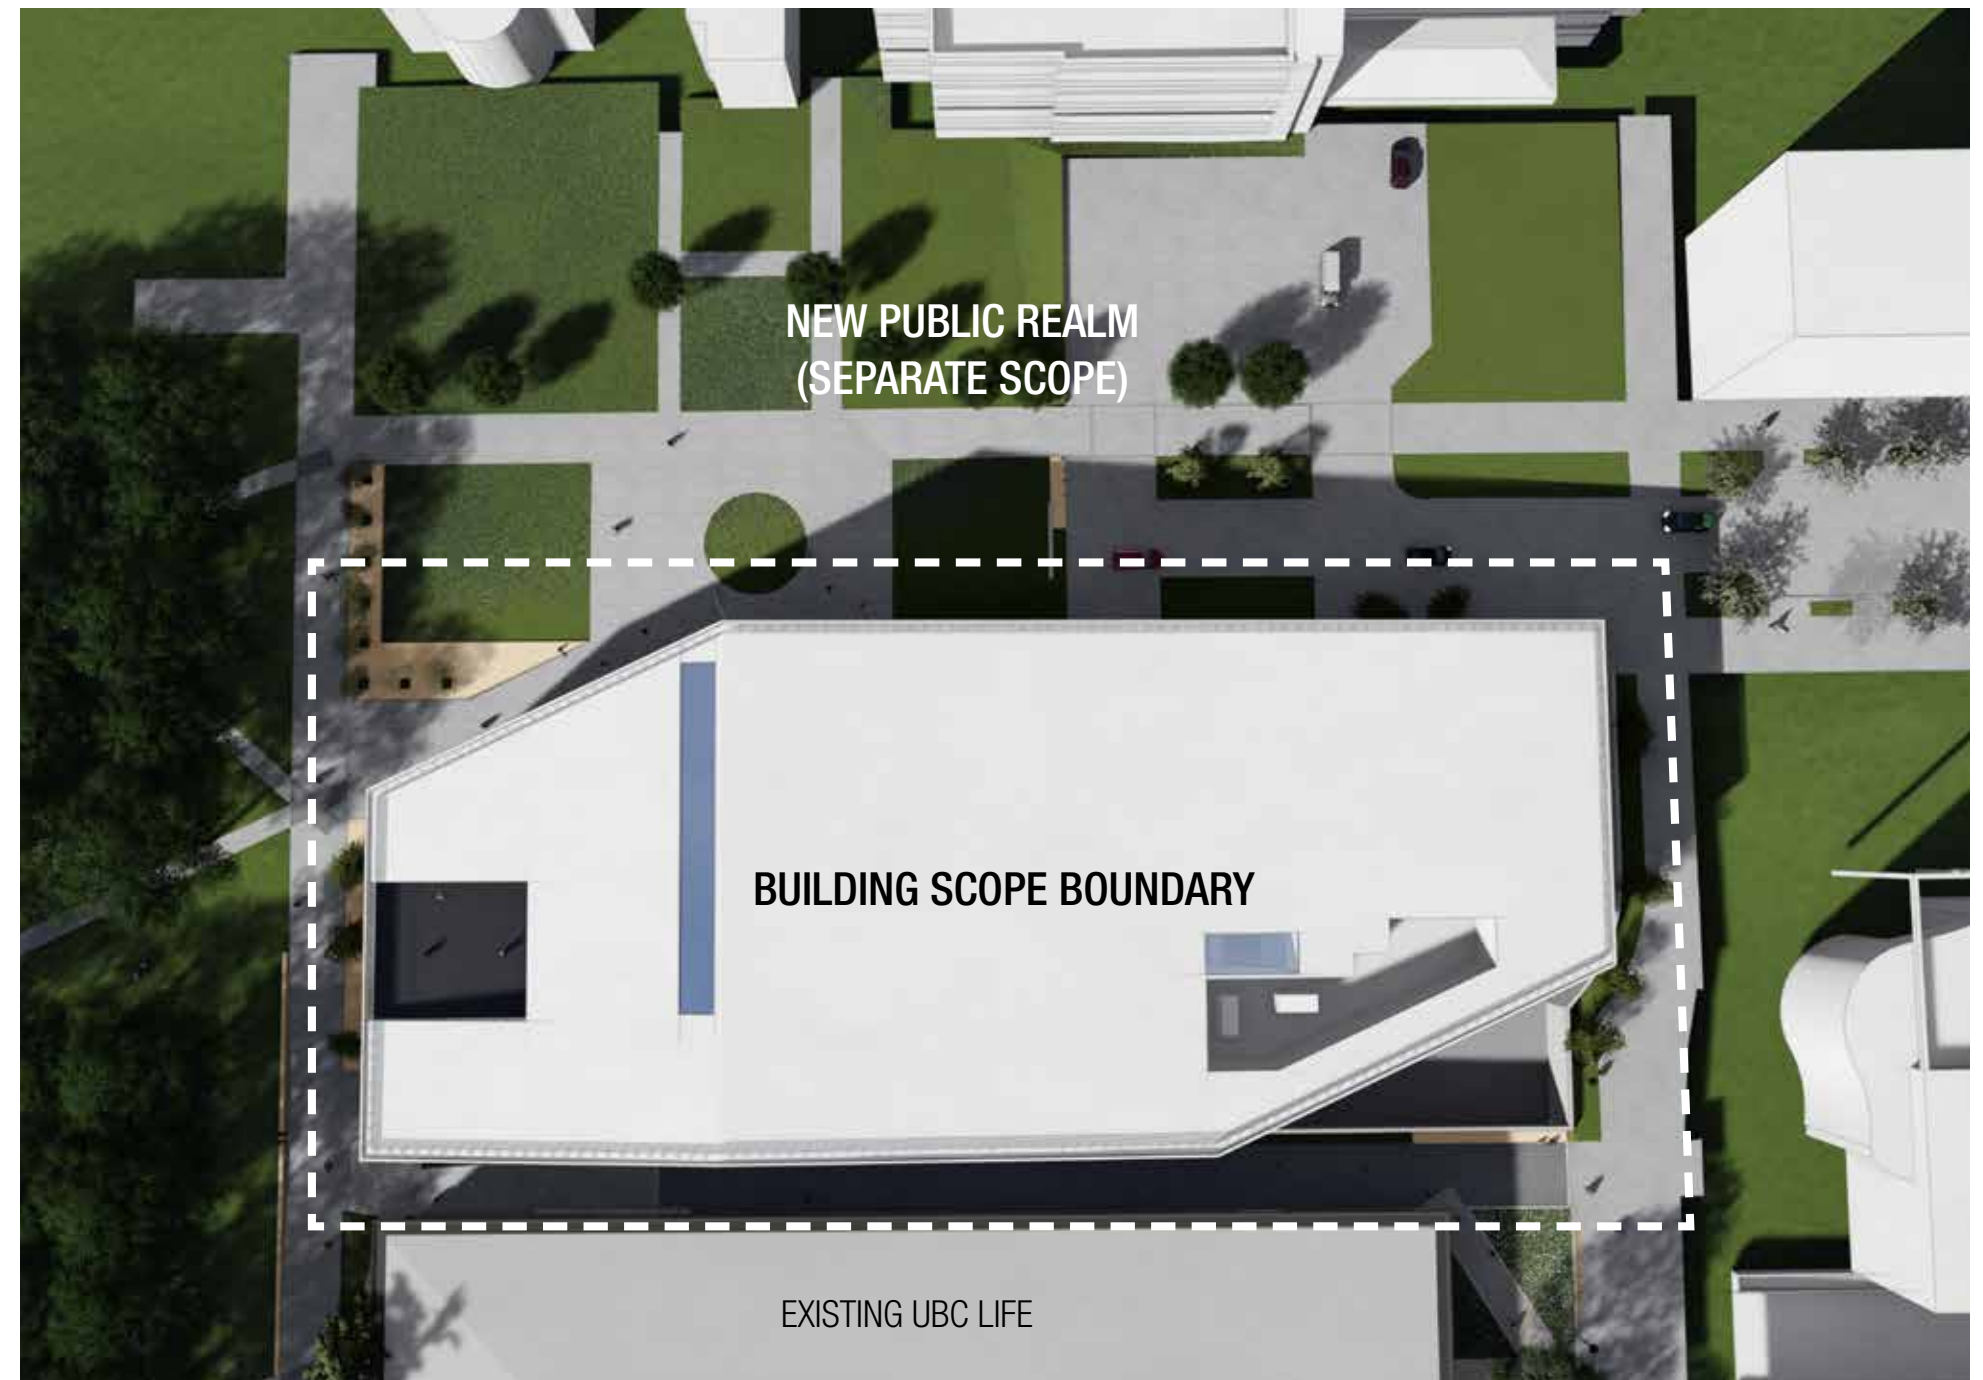 NEW PUBLIC REALM
(SEPARATE SCOPE)
BUILDING SCOPE BOUNDARY
EXISTING UBC LIFE